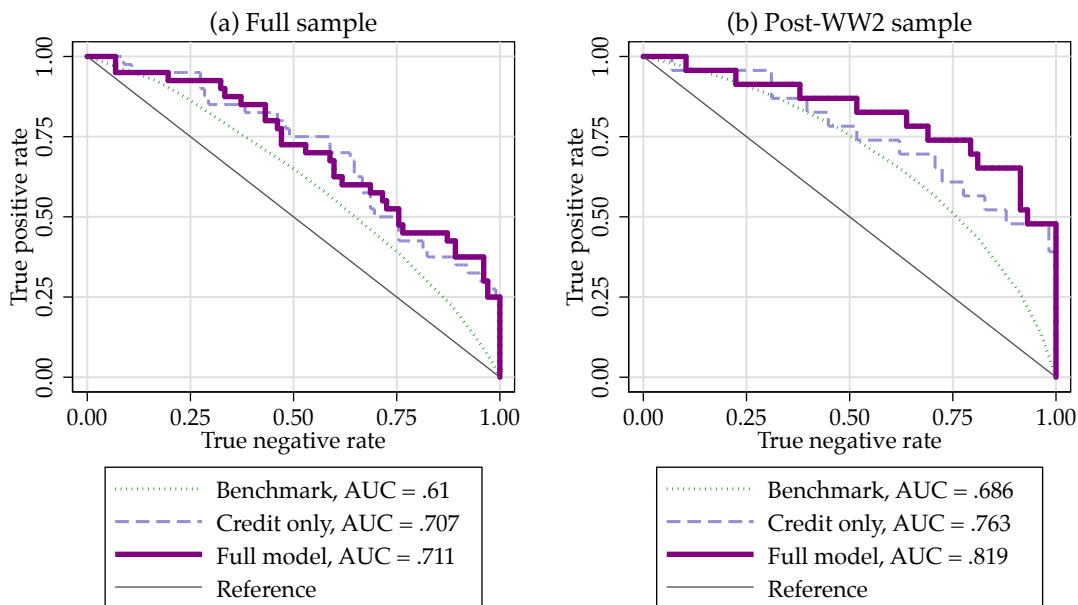 (a) Full sample
True positive rate
1.00
0.75
0.50
0.25
0.00
0.00 0.25 0.50 0.75 1.00
True negative rate
Benchmark, AUC = .61
Credit only, AUC = .707
Full model, AUC = .711
Reference
(b) Post-WW2 sample
True positive rate
1.00
0.75
0.50
0.25
0.00
0.00 0.25 0.50 0.75 1.00
True negative rate
Benchmark, AUC = .686
Credit only, AUC = .763
Full model, AUC = .819
Reference